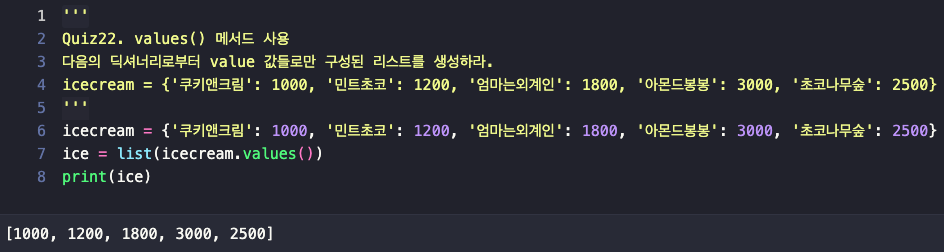 1 '''
2 Quiz22. values() 메서드 사용
3 다음의 딕셔너리로부터 value 값들로만 구성된 리스트를 생성하라.
4 icecream = {'쿠키앤크림': 1000, '민트초코': 1200, '엄마는외계인': 1800, '아몬드봉봉': 3000, '초코나무숲': 2500}
5 '''
6 icecream = {'쿠키앤크림': 1000, '민트초코': 1200, '엄마는외계인': 1800, '아몬드봉봉': 3000, '초코나무숲': 2500}
7 ice = list(icecream.values())
8 print(ice)
[1000, 1200, 1800, 3000, 2500]